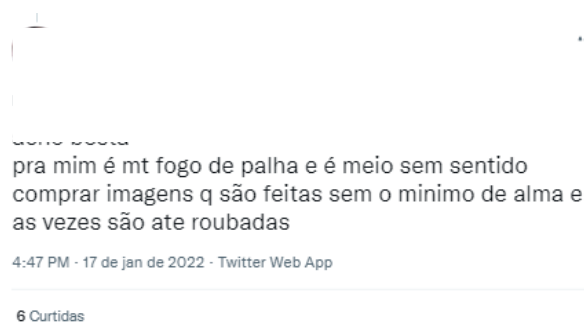 pra mim é mt fogo de palha e é meio sem sentido
comprar imagens q são feitas sem o minimo de alma e
as vezes são ate roubadas
4:47 PM · 17 de jan de 2022 · Twitter Web App
6 Curtidas